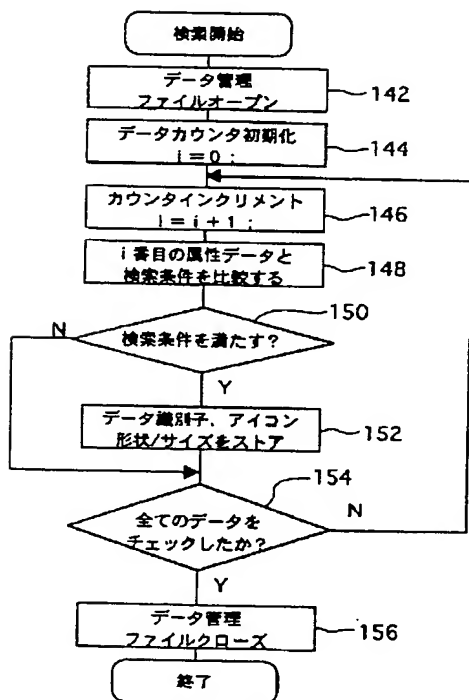 検索開始
データ管理
ファイルオープン
142
データカウンタ初期化
i = 0 ;
144
カウンタインクリメント
i = i + 1 ;
146
i番目の属性データと
検索条件を比較する
148
150
N
検索条件を満たす?
Y
データ識別子、アイコン
形状/サイズをストア
152
154
N
全てのデータを
チェックしたか?
Y
データ管理
ファイルクローズ
156
終了